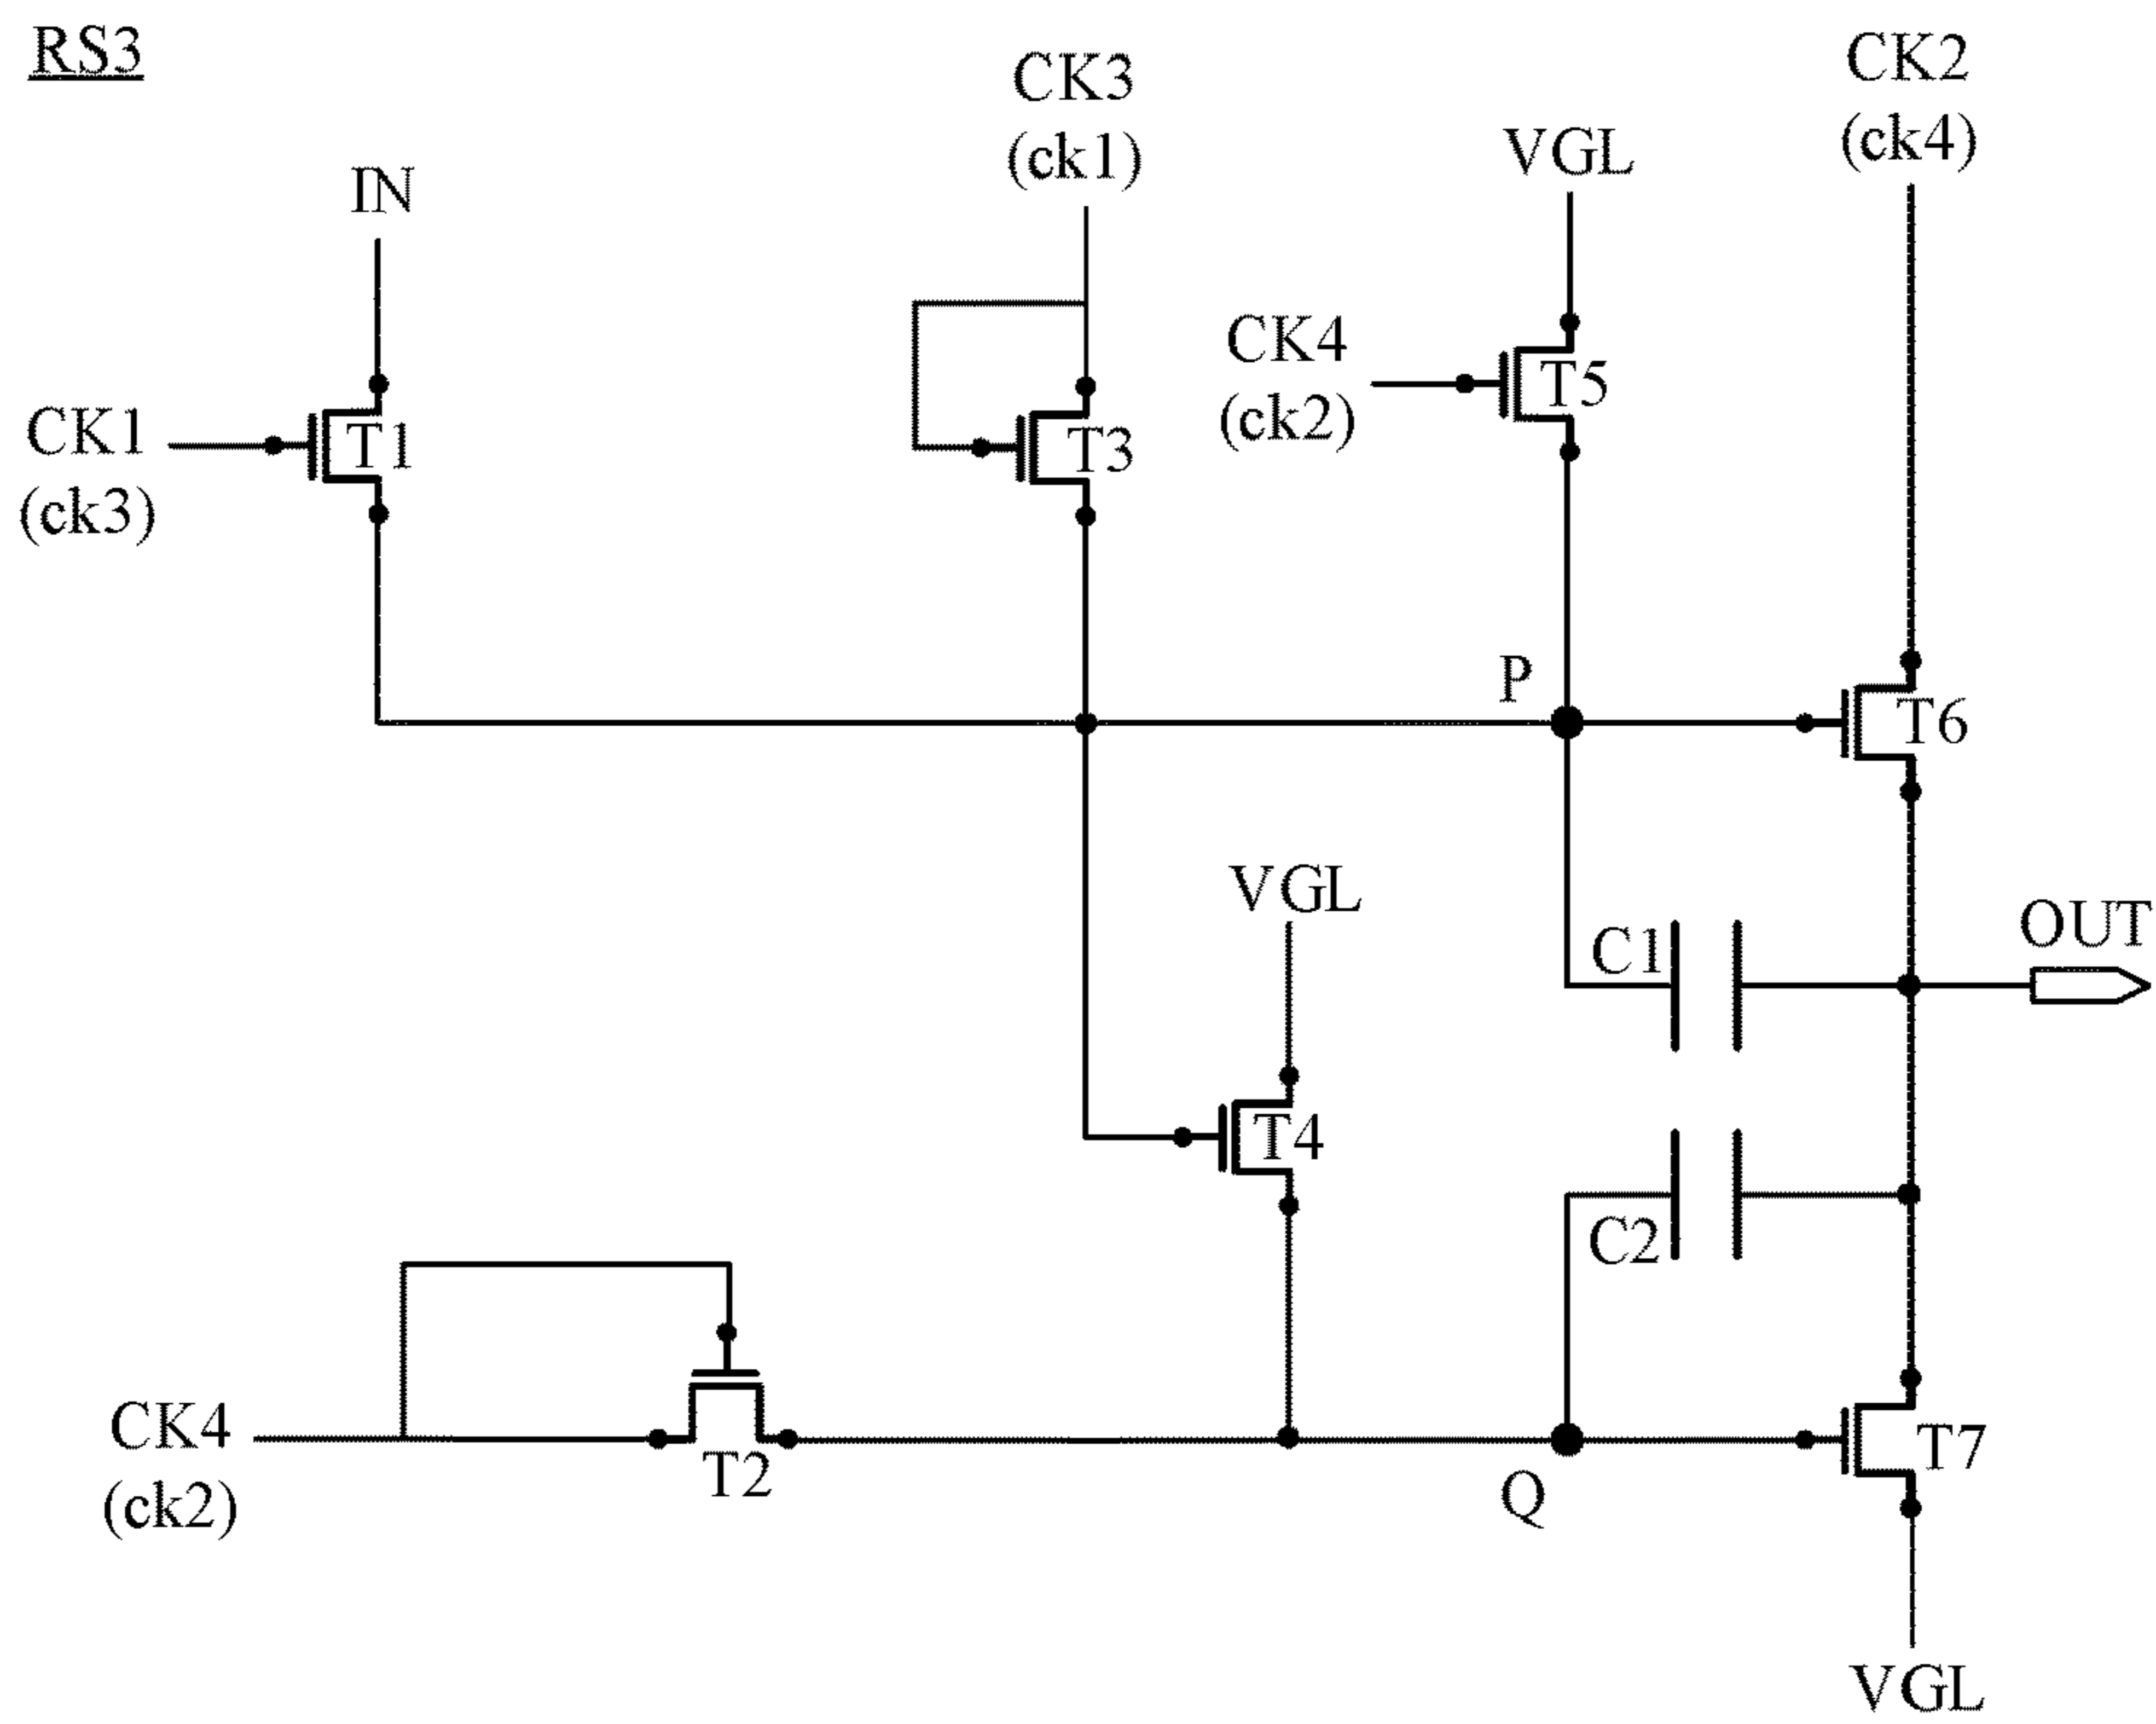 RS3
CK3
(ck1)
CK2
(ck4)
VGL
IN
CK4
(ck2)
T5
CK1
(ck3)
T1
T3
P
T6
VGL
C1
OUT
T4
C2
CK4
(ck2)
T2
Q
T7
VGL